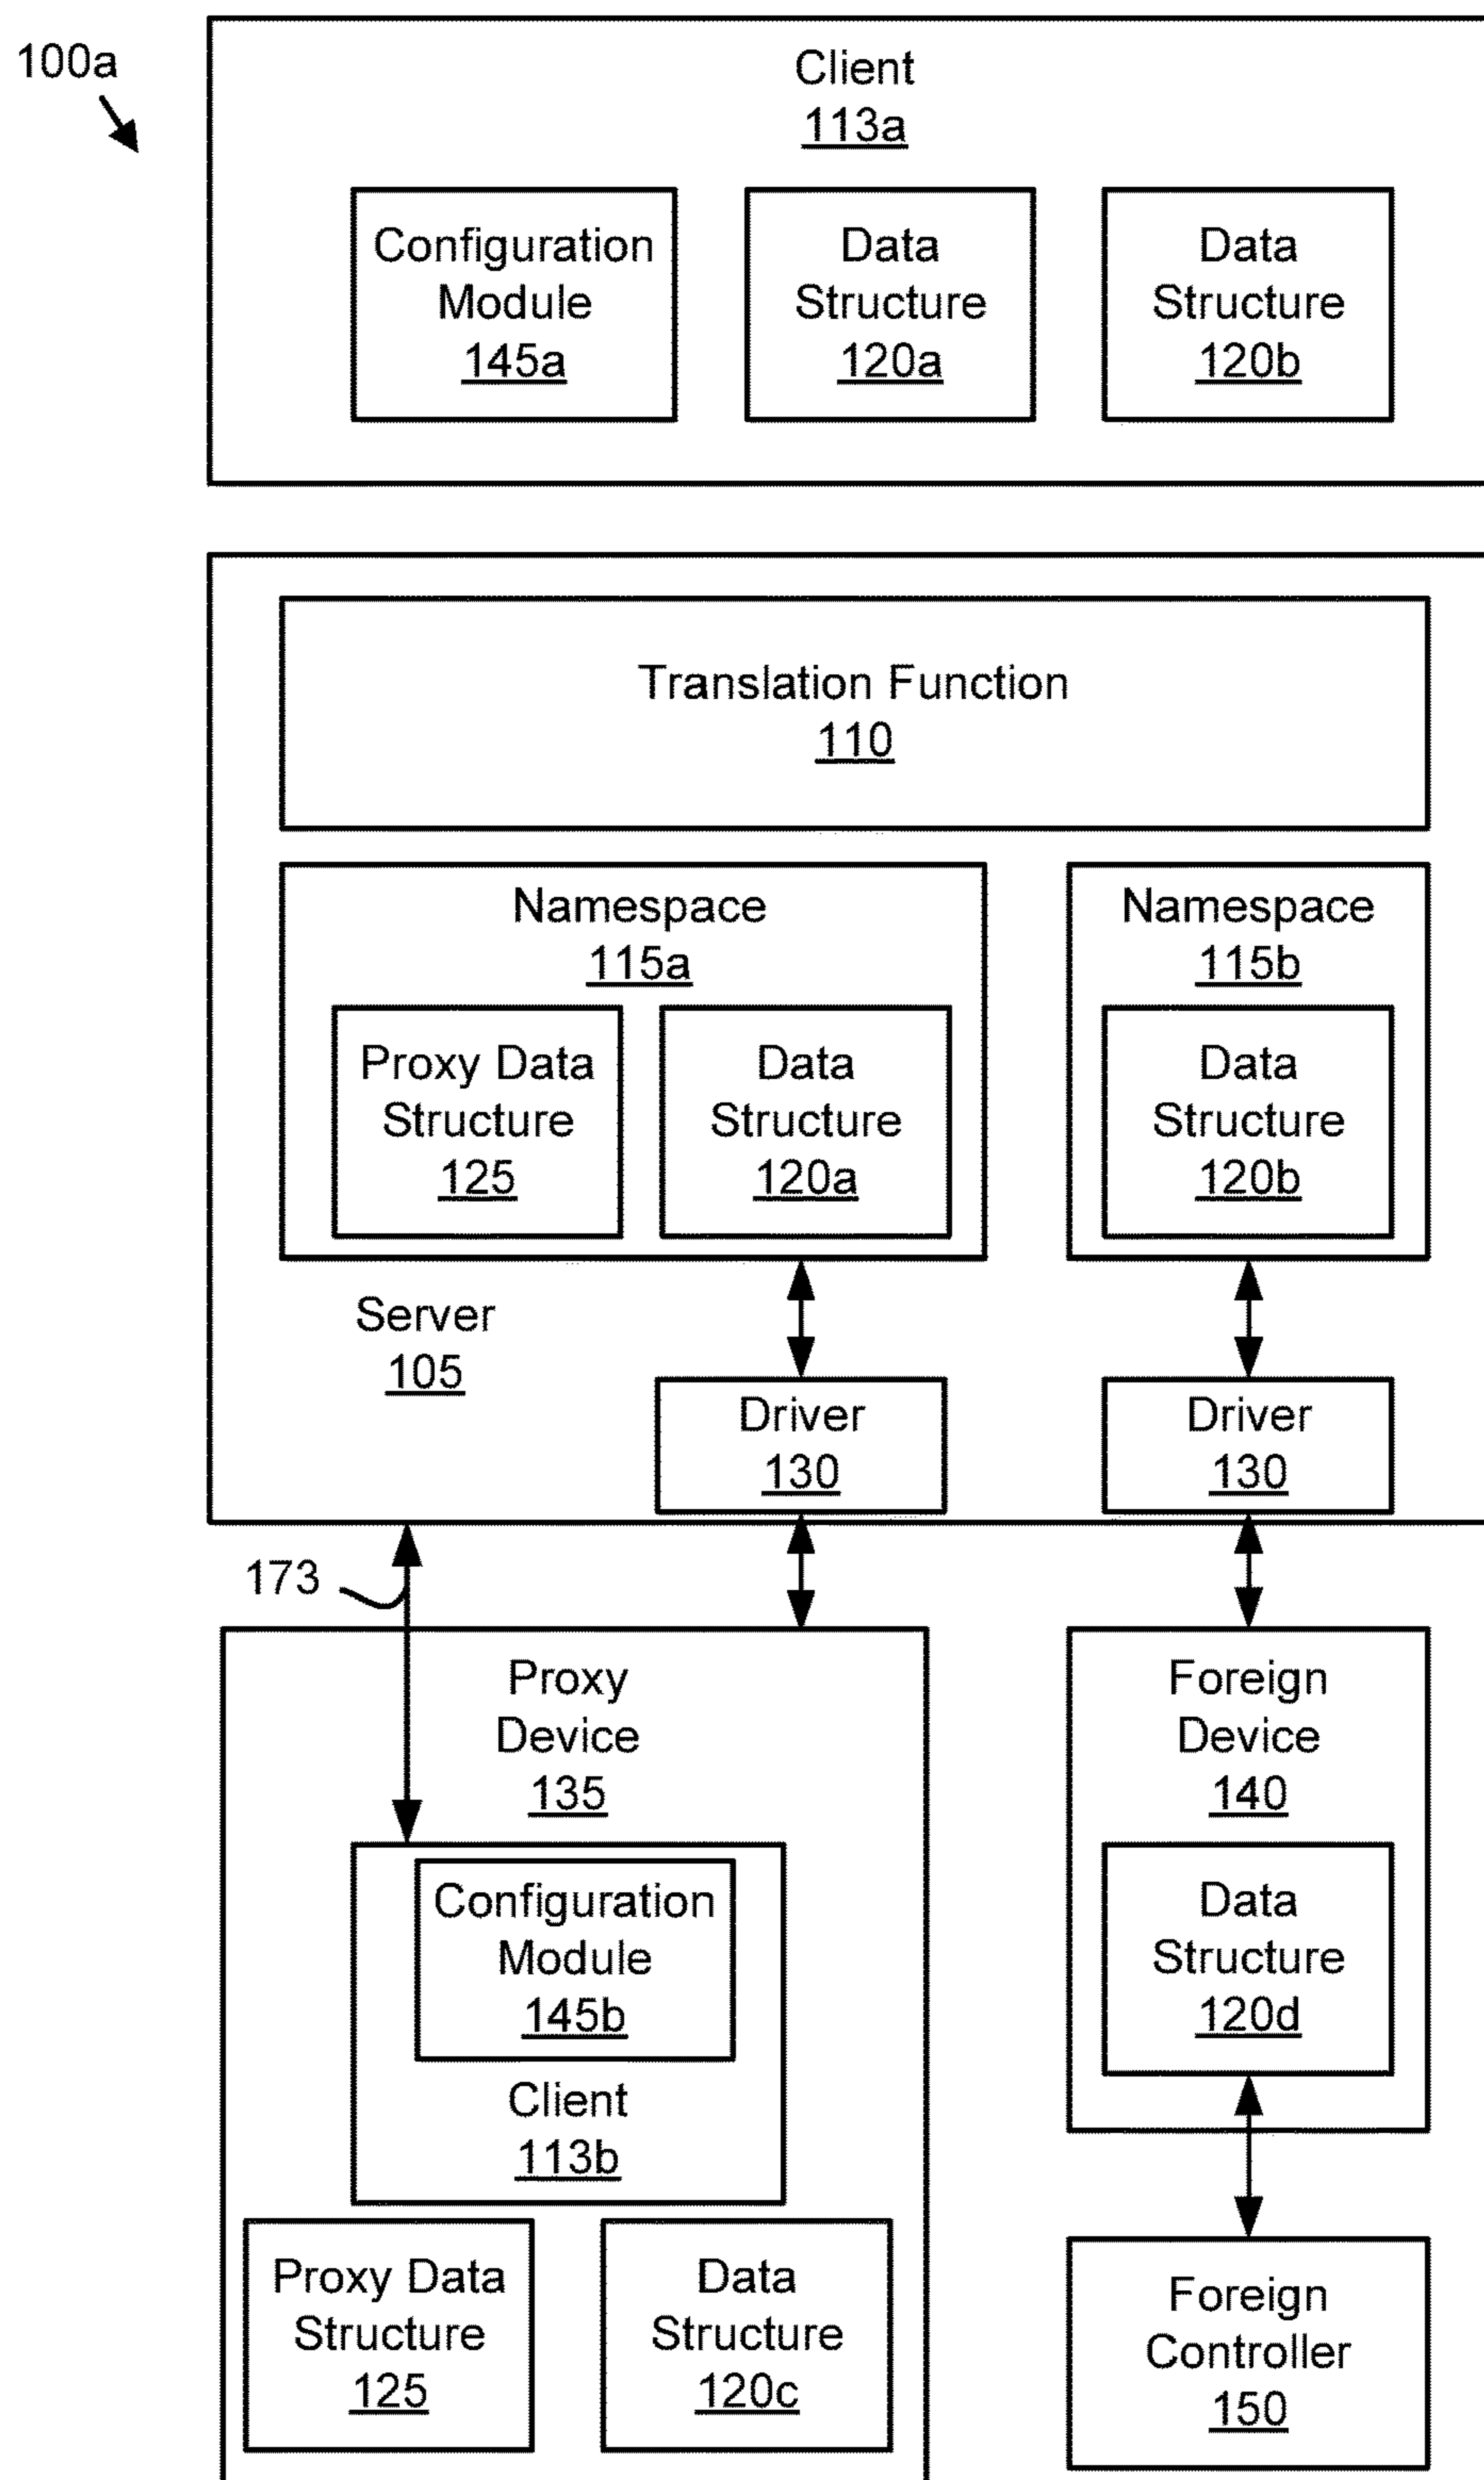 100a
Client
113a
Configuration
Module
145a
Data
Structure
120a
Data
Structure
120b
Translation Function
110
Namespace
115a
Proxy Data
Structure
125
Data
Structure
120a
Namespace
115b
Data
Structure
120b
Server
105
Driver
130
Driver
130
173
Proxy
Device
135
Configuration
Module
145b
Client
113b
Proxy Data
Structure
125
Data
Structure
120c
Foreign
Device
140
Data
Structure
120d
Foreign
Controller
150